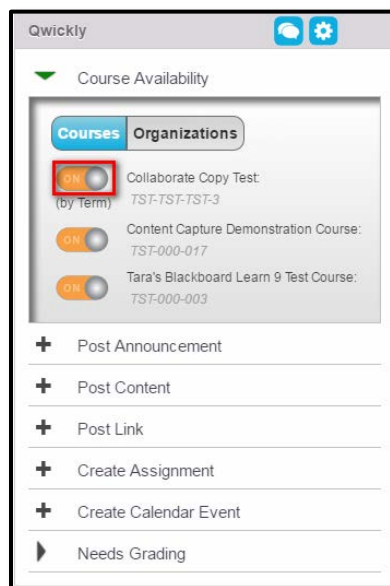 Qwickly
Course Availability
Courses Organizations
ON Collaborate Copy Test:
(by Term) TST-TST-TST-3
ON Content Capture Demonstration Course:
TST-000-017
ON Tara's Blackboard Learn 9 Test Course:
TST-000-003
Post Announcement
Post Content
Post Link
Create Assignment
Create Calendar Event
Needs Grading